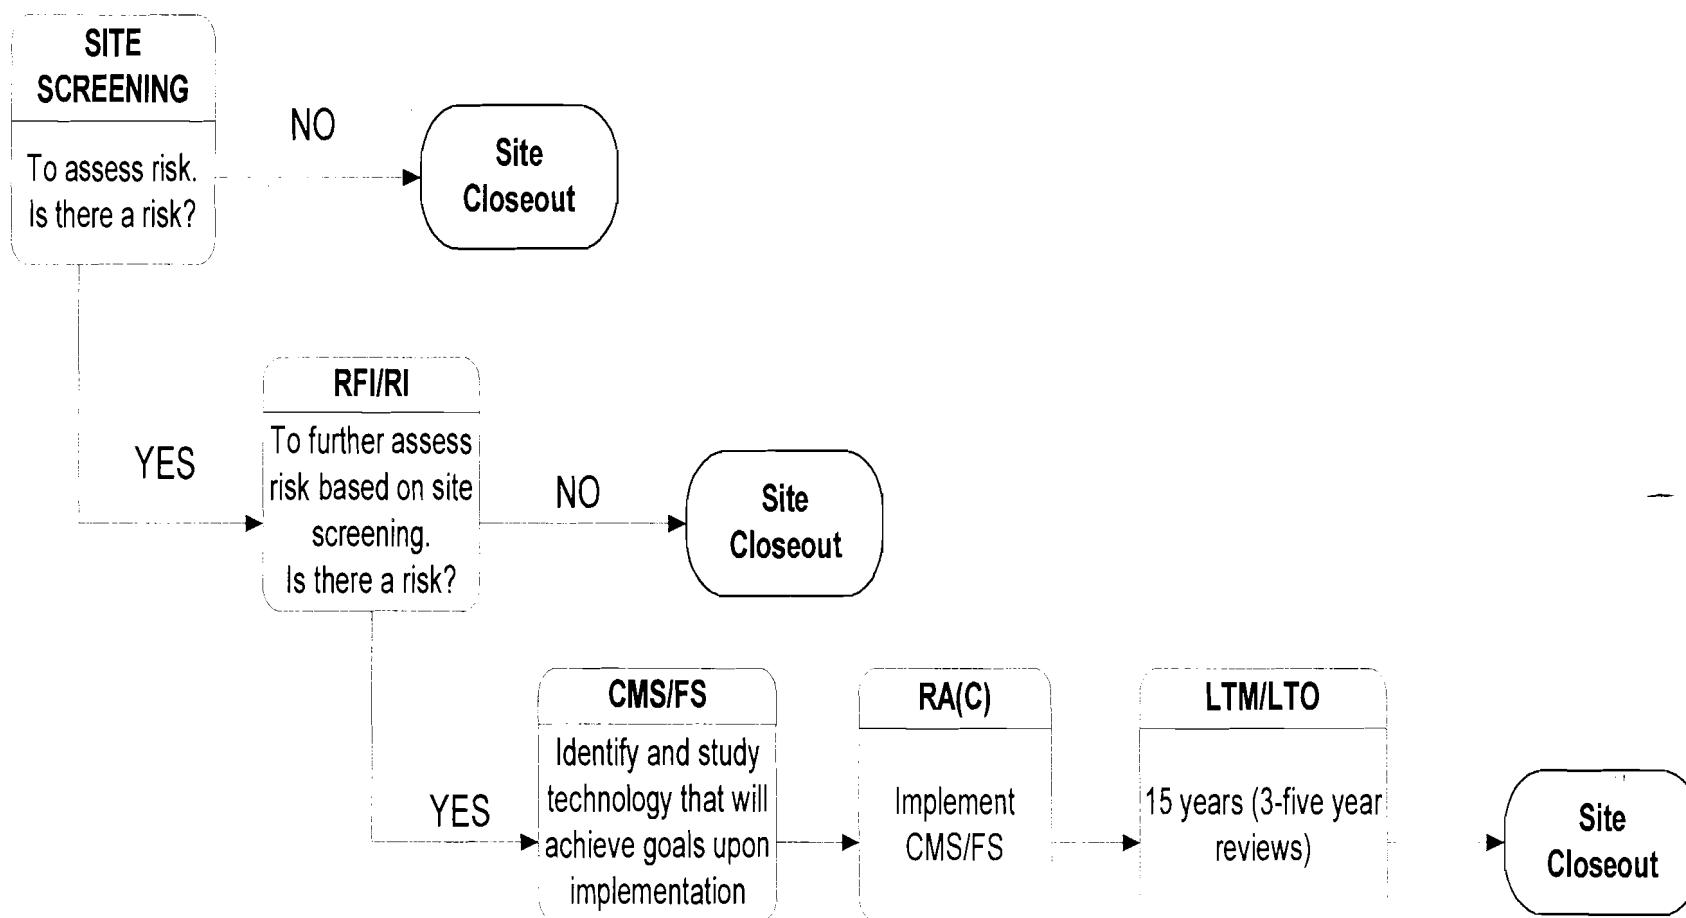 SITE
SCREENING
To assess risk.
Is there a risk?
NO
Site
Closeout
YES
RFI/RI
To further assess
risk based on site
screening.
Is there a risk?
NO
Site
Closeout
YES
CMS/FS
Identify and study
technology that will
achieve goals upon
implementation
RA(C)
Implement
CMS/FS
LTM/LTO
15 years (3-five year
reviews)
Site
Closeout